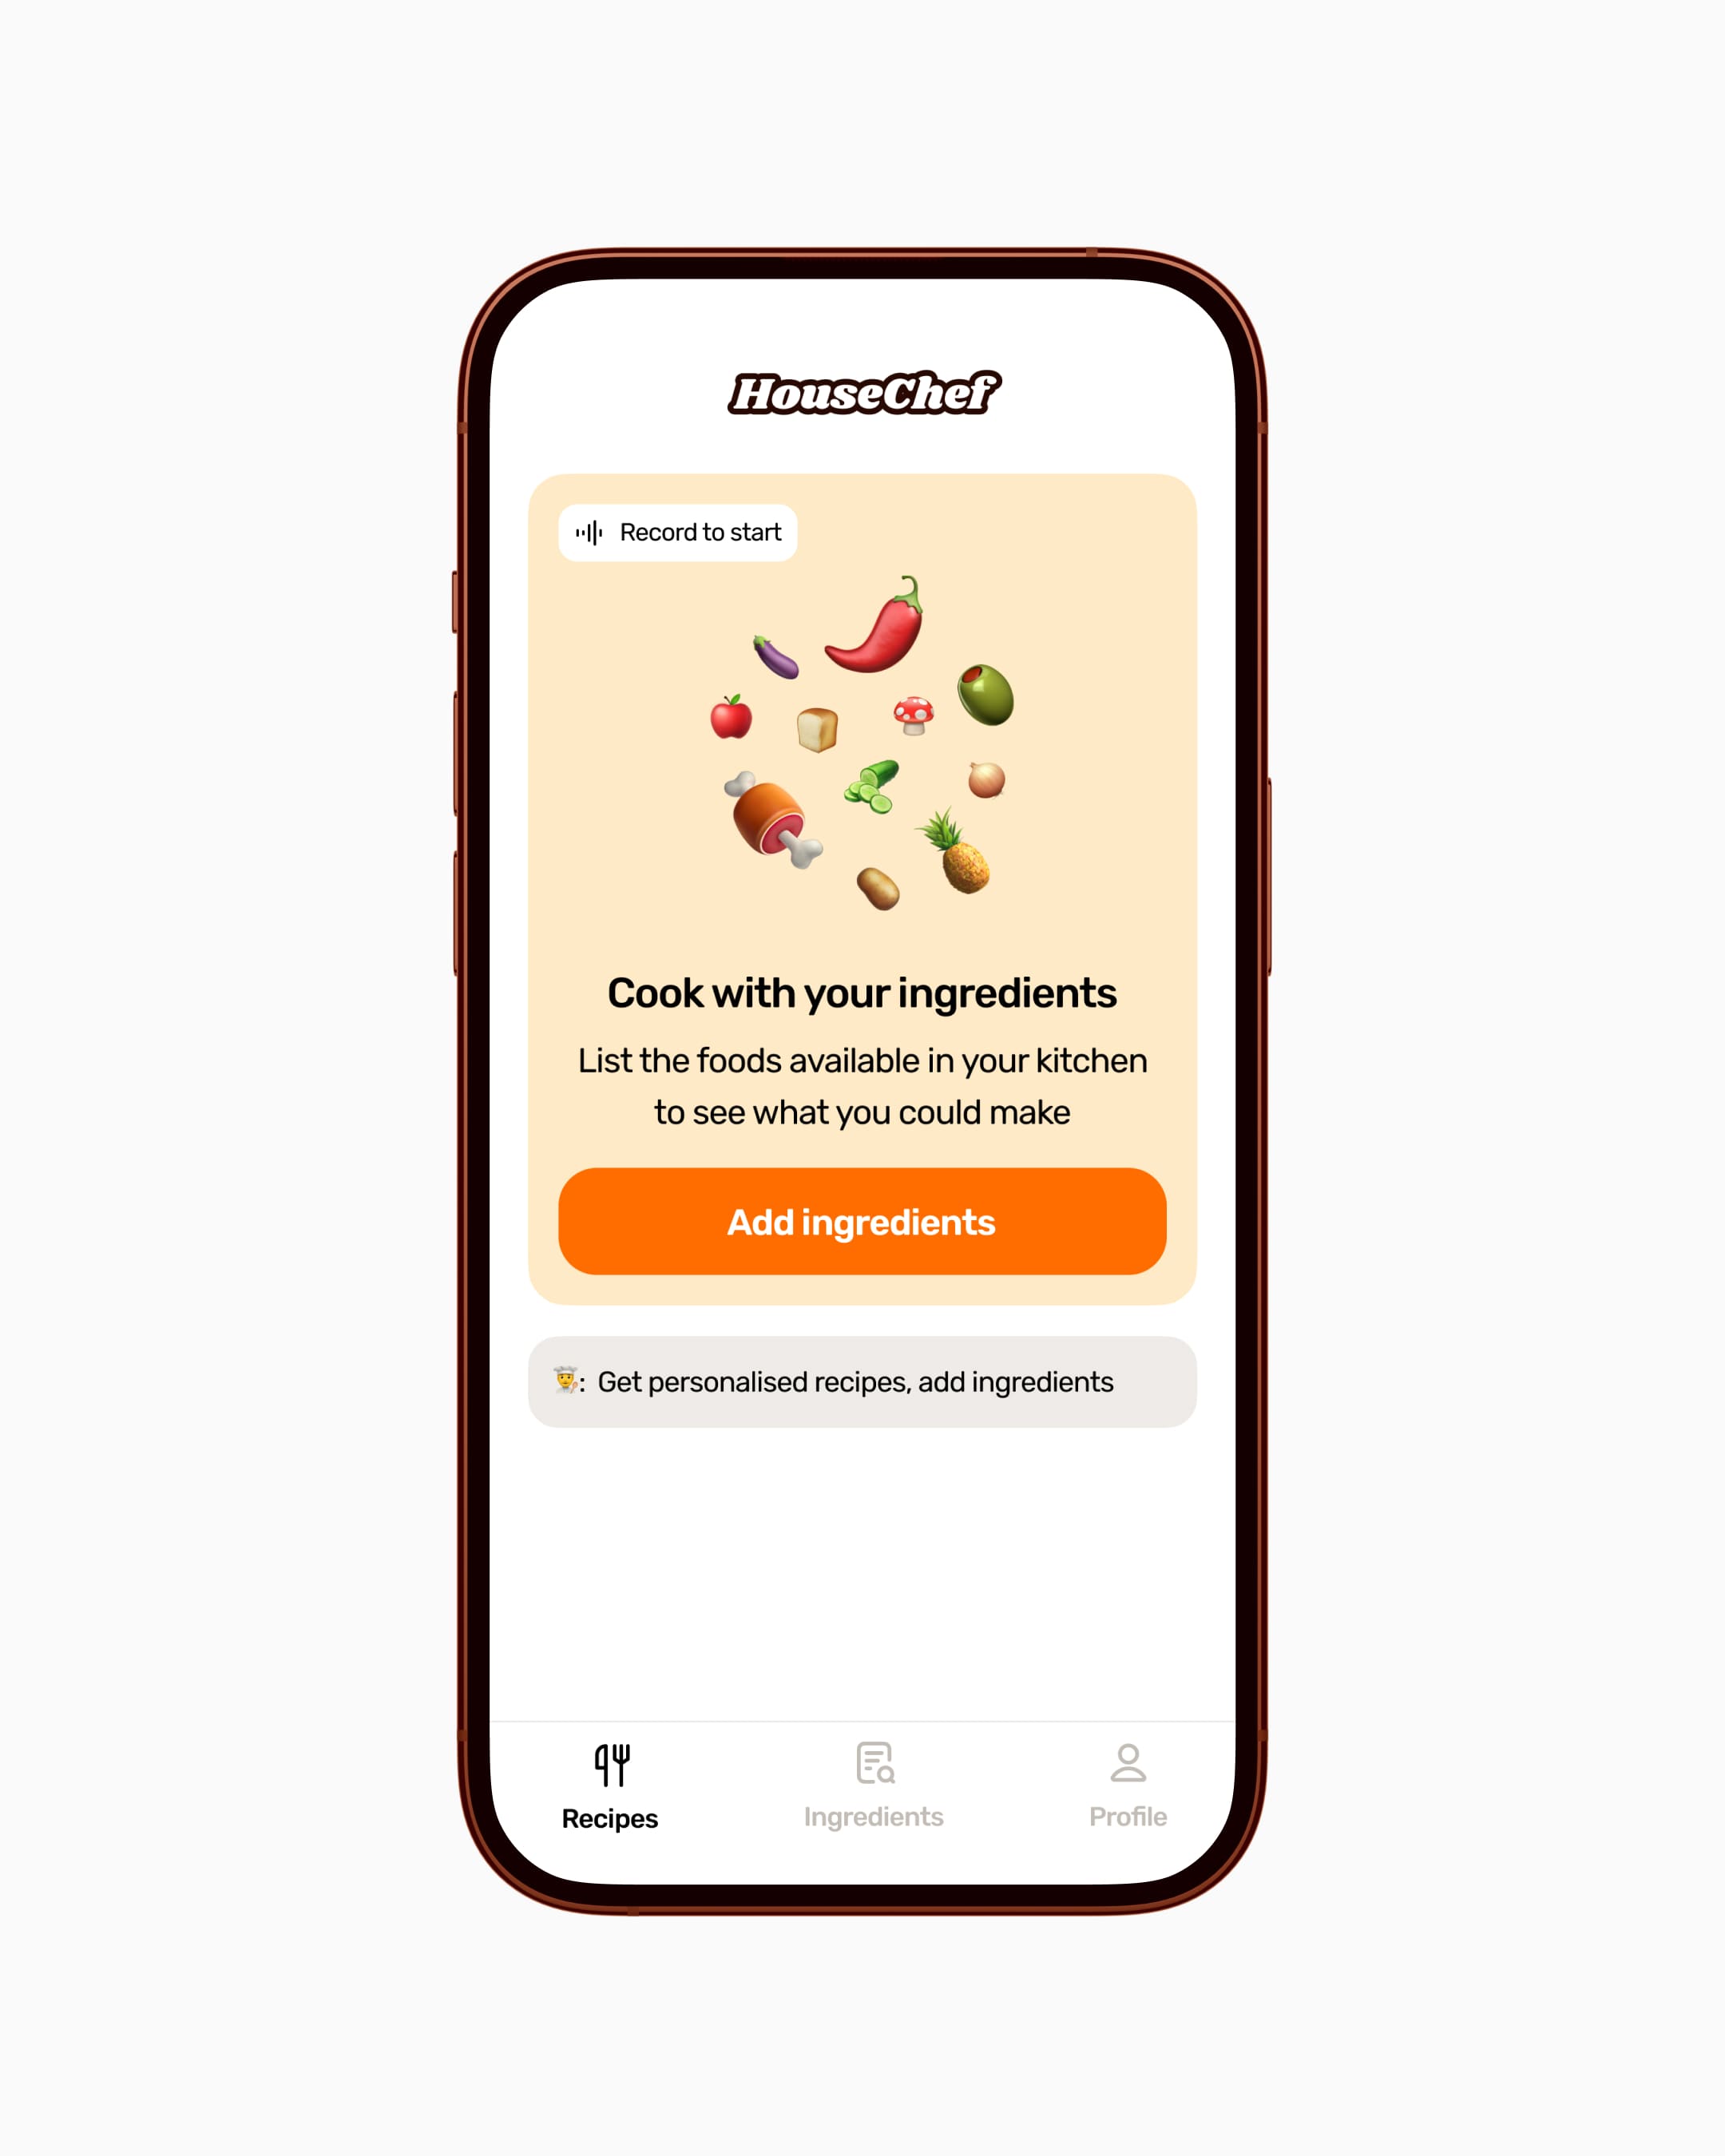 HouseChef
Record to start
Cook with your ingredients
List the foods available in your kitchen
to see what you could make
Add ingredients
👨‍🍳: Get personalised recipes, add ingredients
Recipes
Ingredients
Profile